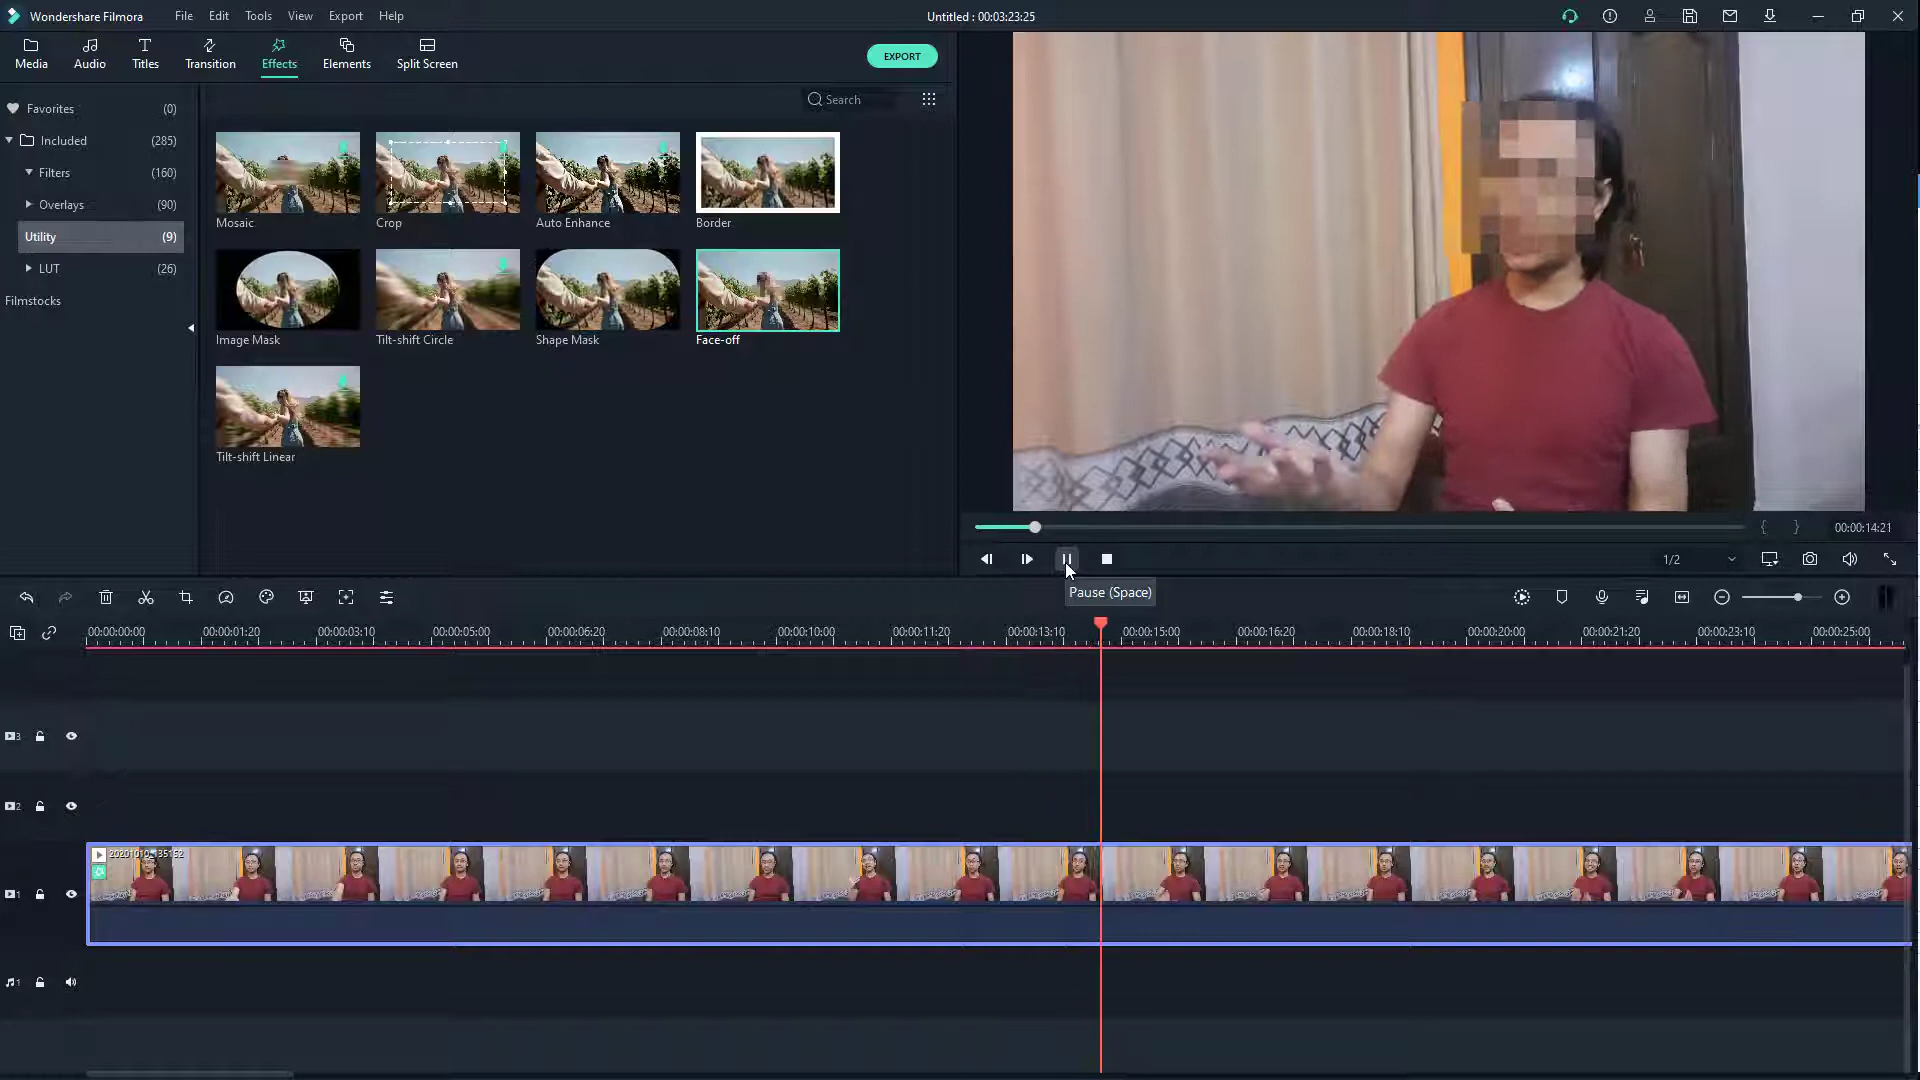 Wondershare Filmora File Edit Tools View Export Help
Untitled : 00:03:23:25
Media Audio Titles Transition Effects Elements Split Screen
EXPORT
Favorites (0)
Included (285)
Filters (160)
Overlays (90)
Utility (9)
LUT (26)
Filmstocks
Search
Mosaic Crop Auto Enhance Border
Image Mask Tilt-shift Circle Shape Mask Face-off
Tilt-shift Linear
{ } 00:00:14:21
1/2
Pause (Space)
00:00:00:00 00:00:01:20 00:00:03:10 00:00:05:00 00:00:06:20 00:00:08:10 00:00:10:00 00:00:11:20 00:00:13:10 00:00:15:00 00:00:16:20 00:00:18:10 00:00:20:00 00:00:21:20 00:00:23:10 00:00:25:00
3
2
20201010_135152
1
1